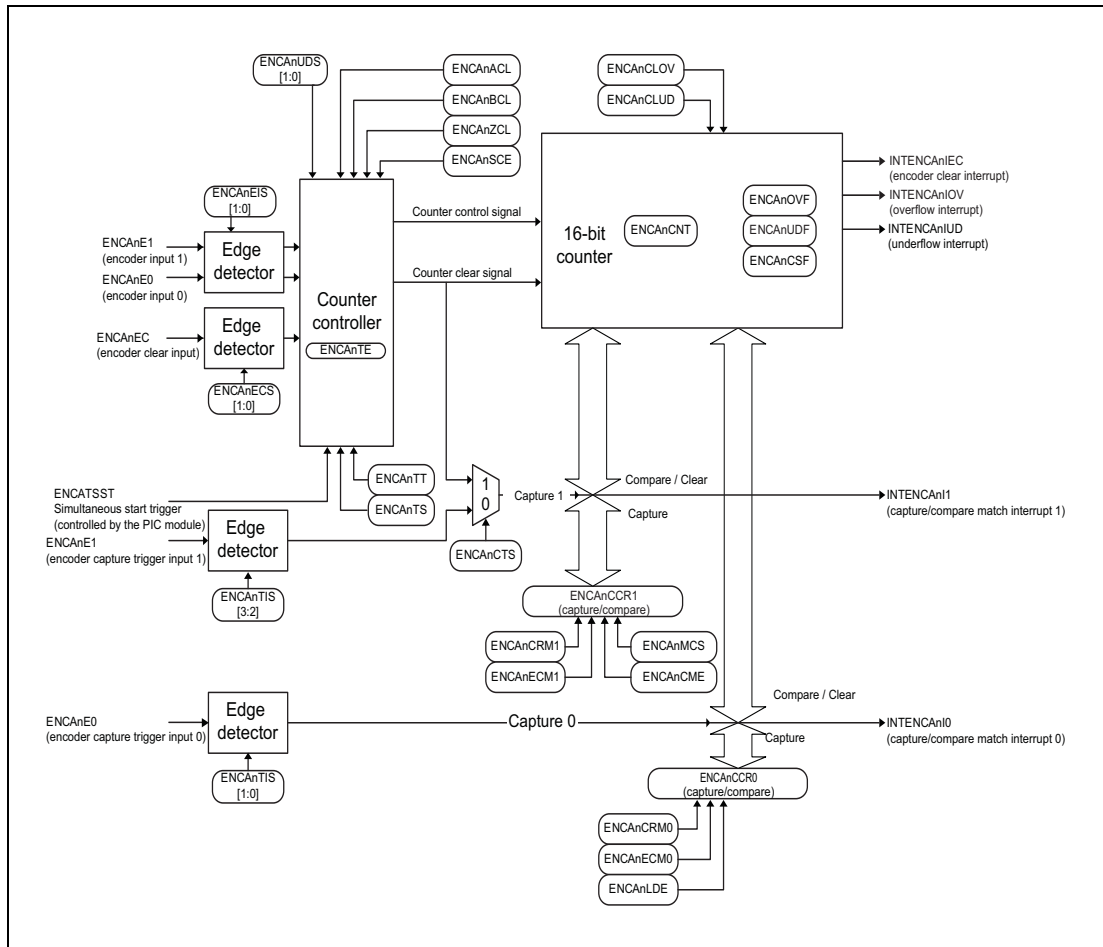 ENCAnUDS
[1:0]
ENCAnACL
ENCAnBCL
ENCAnZCL
ENCAnSCE
ENCAnCLOV
ENCAnCLUD
ENCAnEIS
[1:0]
ENCAnE1
(encoder input 1)
ENCAnE0
(encoder input 0)
Edge
detector
ENCAnEC
(encoder clear input)
Edge
detector
ENCAnECS
[1:0]
Counter
controller
ENCAnTE
Counter control signal
Counter clear signal
16-bit
counter
ENCAnCNT
ENCAnOVF
ENCAnUDF
ENCAnCSF
INTENCAnIEC
(encoder clear interrupt)
INTENCAnIOV
(overflow interrupt)
INTENCAnIUD
(underflow interrupt)
ENCATSST
Simultaneous start trigger
(controlled by the PIC module)
ENCAnE1
(encoder capture trigger input 1)
Edge
detector
ENCAnTIS
[3:2]
ENCAnTT
ENCAnTS
1
0
ENCAnCTS
Capture 1
Compare / Clear
Capture
INTENCAnI1
(capture/compare match interrupt 1)
ENCAnCCR1
(capture/compare)
ENCAnCRM1
ENCAnECM1
ENCAnMCS
ENCAnCME
ENCAnE0
(encoder capture trigger input 0)
Edge
detector
ENCAnTIS
[1:0]
Capture 0
Compare / Clear
Capture
INTENCAnI0
(capture/compare match interrupt 0)
ENCAnCCR0
(capture/compare)
ENCAnCRM0
ENCAnECM0
ENCAnLDE